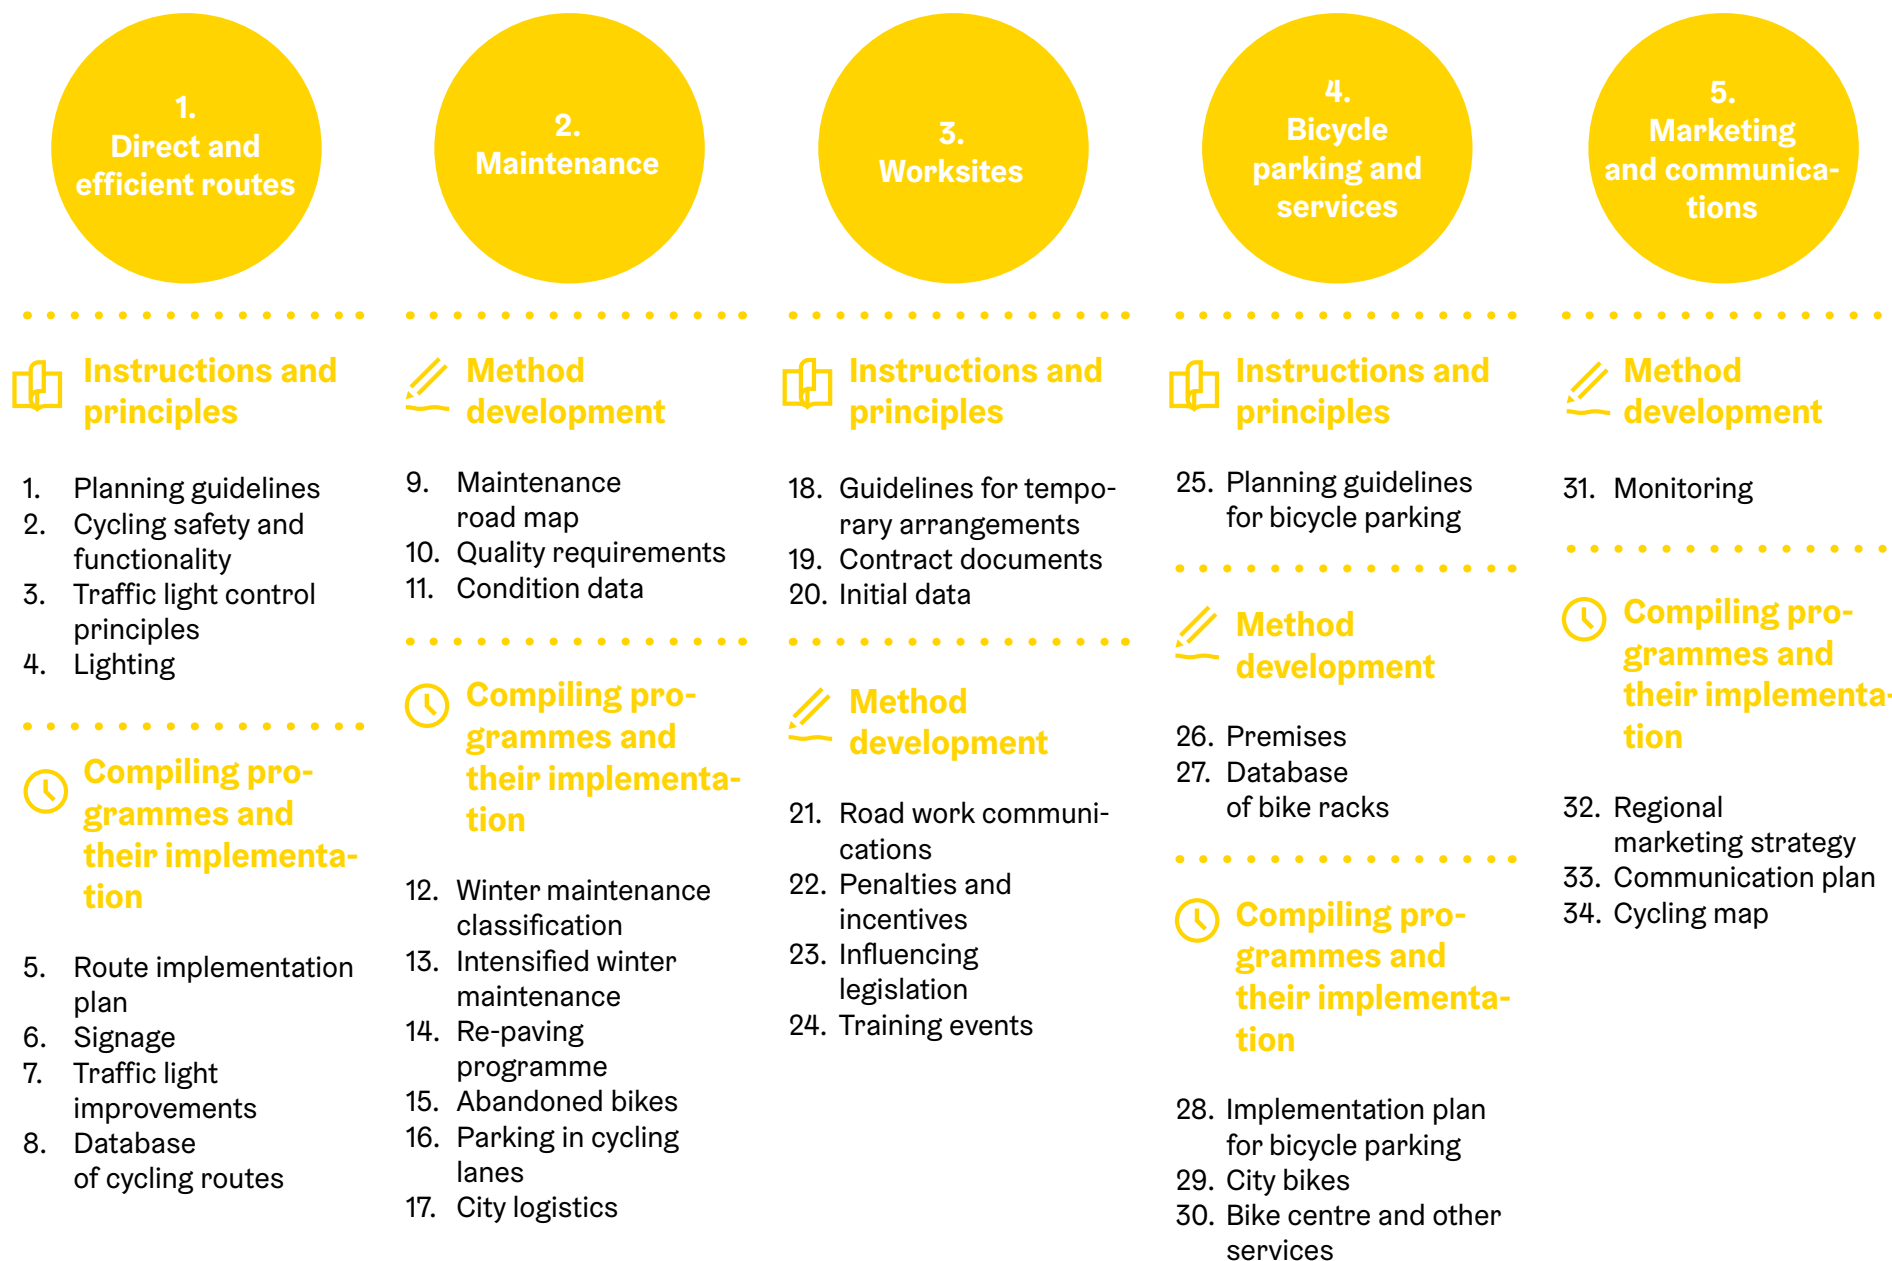 1.
Direct and
efficient routes
Instructions and
principles
1. Planning guidelines
2. Cycling safety and
functionality
3. Traffic light control
principles
4. Lighting
Compiling pro-
grammes and
their implementa-
tion
5. Route implementation
plan
6. Signage
7. Traffic light
improvements
8. Database
of cycling routes
2.
Maintenance
Method
development
9. Maintenance
road map
10. Quality requirements
11. Condition data
Compiling pro-
grammes and
their implementa-
tion
12. Winter maintenance
classification
13. Intensified winter
maintenance
14. Re-paving
programme
15. Abandoned bikes
16. Parking in cycling
lanes
17. City logistics
3.
Worksites
Instructions and
principles
18. Guidelines for tempo-
rary arrangements
19. Contract documents
20. Initial data
Method
development
21. Road work communi-
cations
22. Penalties and
incentives
23. Influencing
legislation
24. Training events
4.
Bicycle
parking and
services
Instructions and
principles
25. Planning guidelines
for bicycle parking
Method
development
26. Premises
27. Database
of bike racks
Compiling pro-
grammes and
their implementa-
tion
28. Implementation plan
for bicycle parking
29. City bikes
30. Bike centre and other
services
5.
Marketing
and communica-
tions
Method
development
31. Monitoring
Compiling pro-
grammes and
their implementa-
tion
32. Regional
marketing strategy
33. Communication plan
34. Cycling map